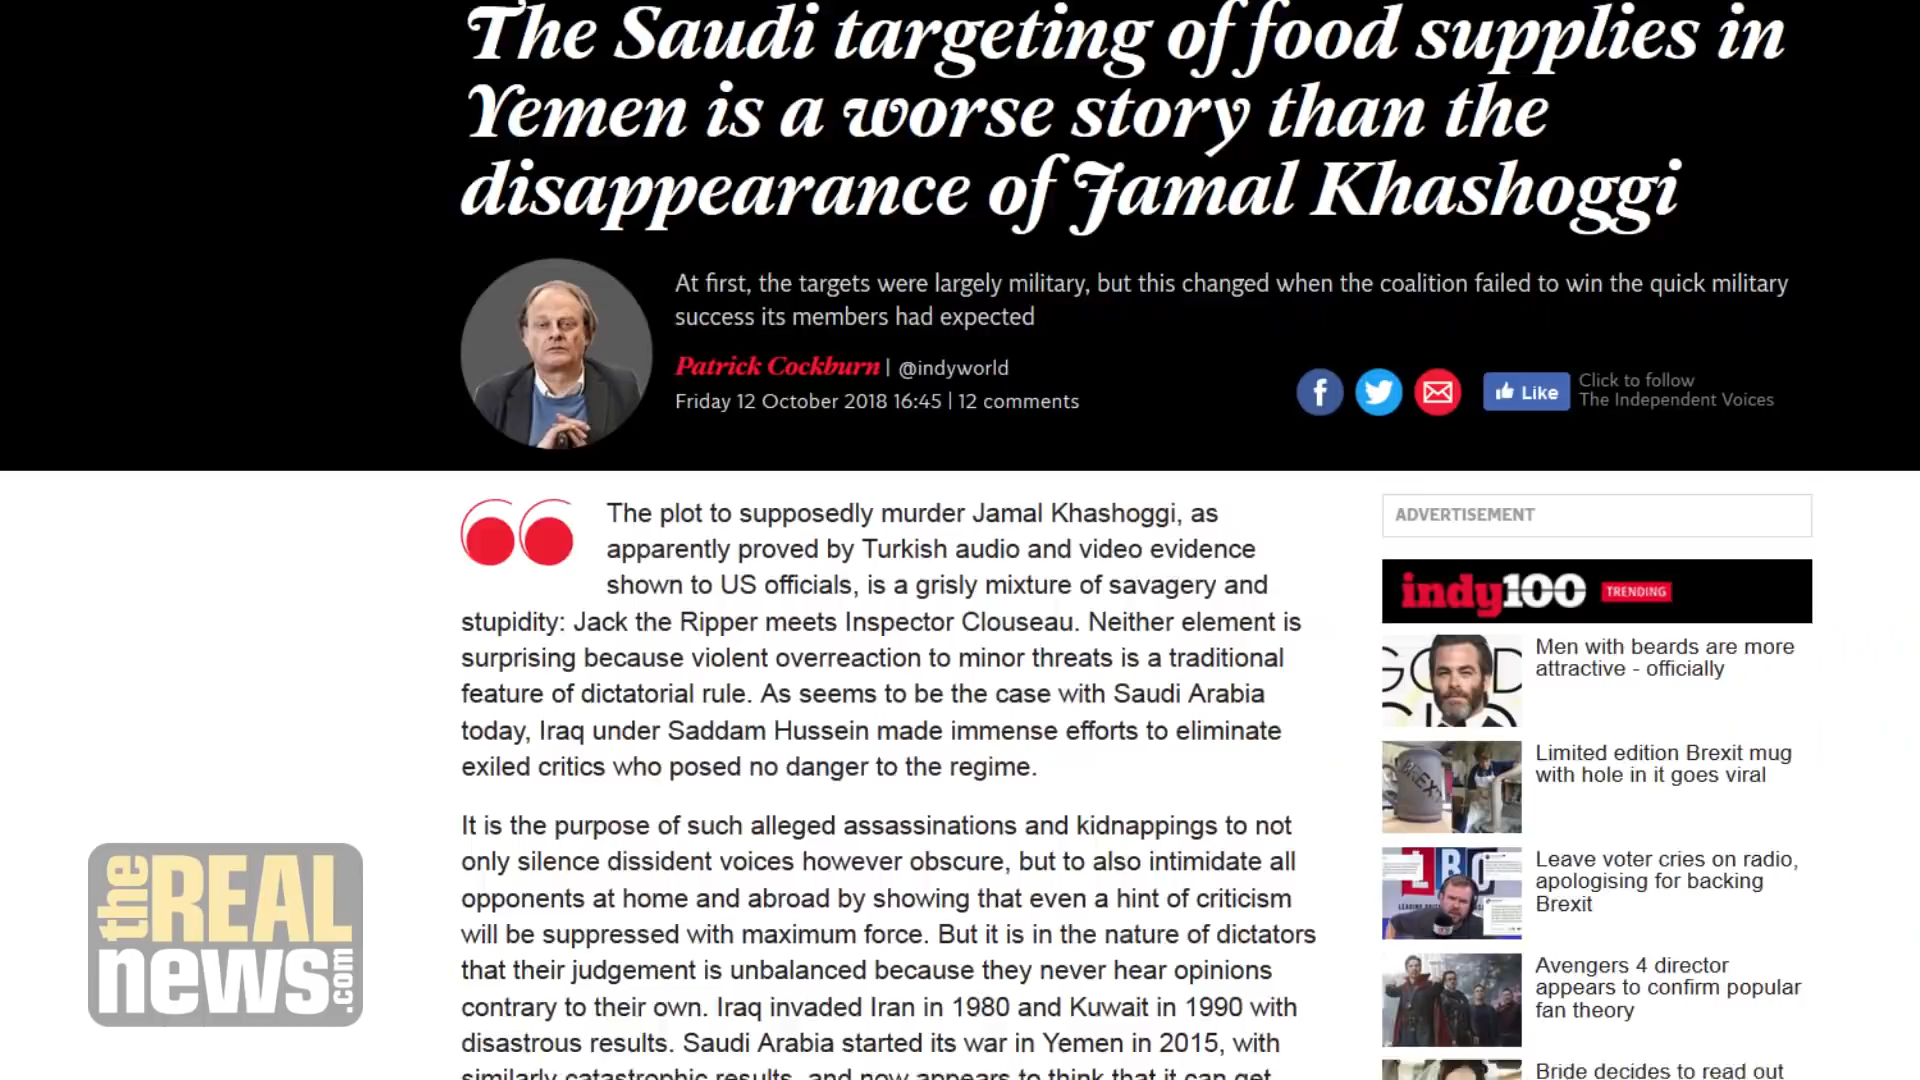 The Saudi targeting of food supplies in
Yemen is a worse story than the
disappearance of Jamal Khashoggi
At first, the targets were largely military, but this changed when the coalition failed to win the quick military
success its members had expected
Patrick Cockburn | @indyworld
Friday 12 October 2018 16:45 | 12 comments
Like
Click to follow
The Independent Voices
The plot to supposedly murder Jamal Khashoggi, as
apparently proved by Turkish audio and video evidence
shown to US officials, is a grisly mixture of savagery and
stupidity: Jack the Ripper meets Inspector Clouseau. Neither element is
surprising because violent overreaction to minor threats is a traditional
feature of dictatorial rule. As seems to be the case with Saudi Arabia
today, Iraq under Saddam Hussein made immense efforts to eliminate
exiled critics who posed no danger to the regime.
It is the purpose of such alleged assassinations and kidnappings to not
only silence dissident voices however obscure, but to also intimidate all
opponents at home and abroad by showing that even a hint of criticism
will be suppressed with maximum force. But it is in the nature of dictators
that their judgement is unbalanced because they never hear opinions
contrary to their own. Iraq invaded Iran in 1980 and Kuwait in 1990 with
disastrous results. Saudi Arabia started its war in Yemen in 2015, with
similarly catastrophic results, and now appears to think that it can get
ADVERTISEMENT
indy100 TRENDING
Men with beards are more
attractive - officially
Limited edition Brexit mug
with hole in it goes viral
Leave voter cries on radio,
apologising for backing
Brexit
Avengers 4 director
appears to confirm popular
fan theory
Bride decides to read out
the REAL
news.com